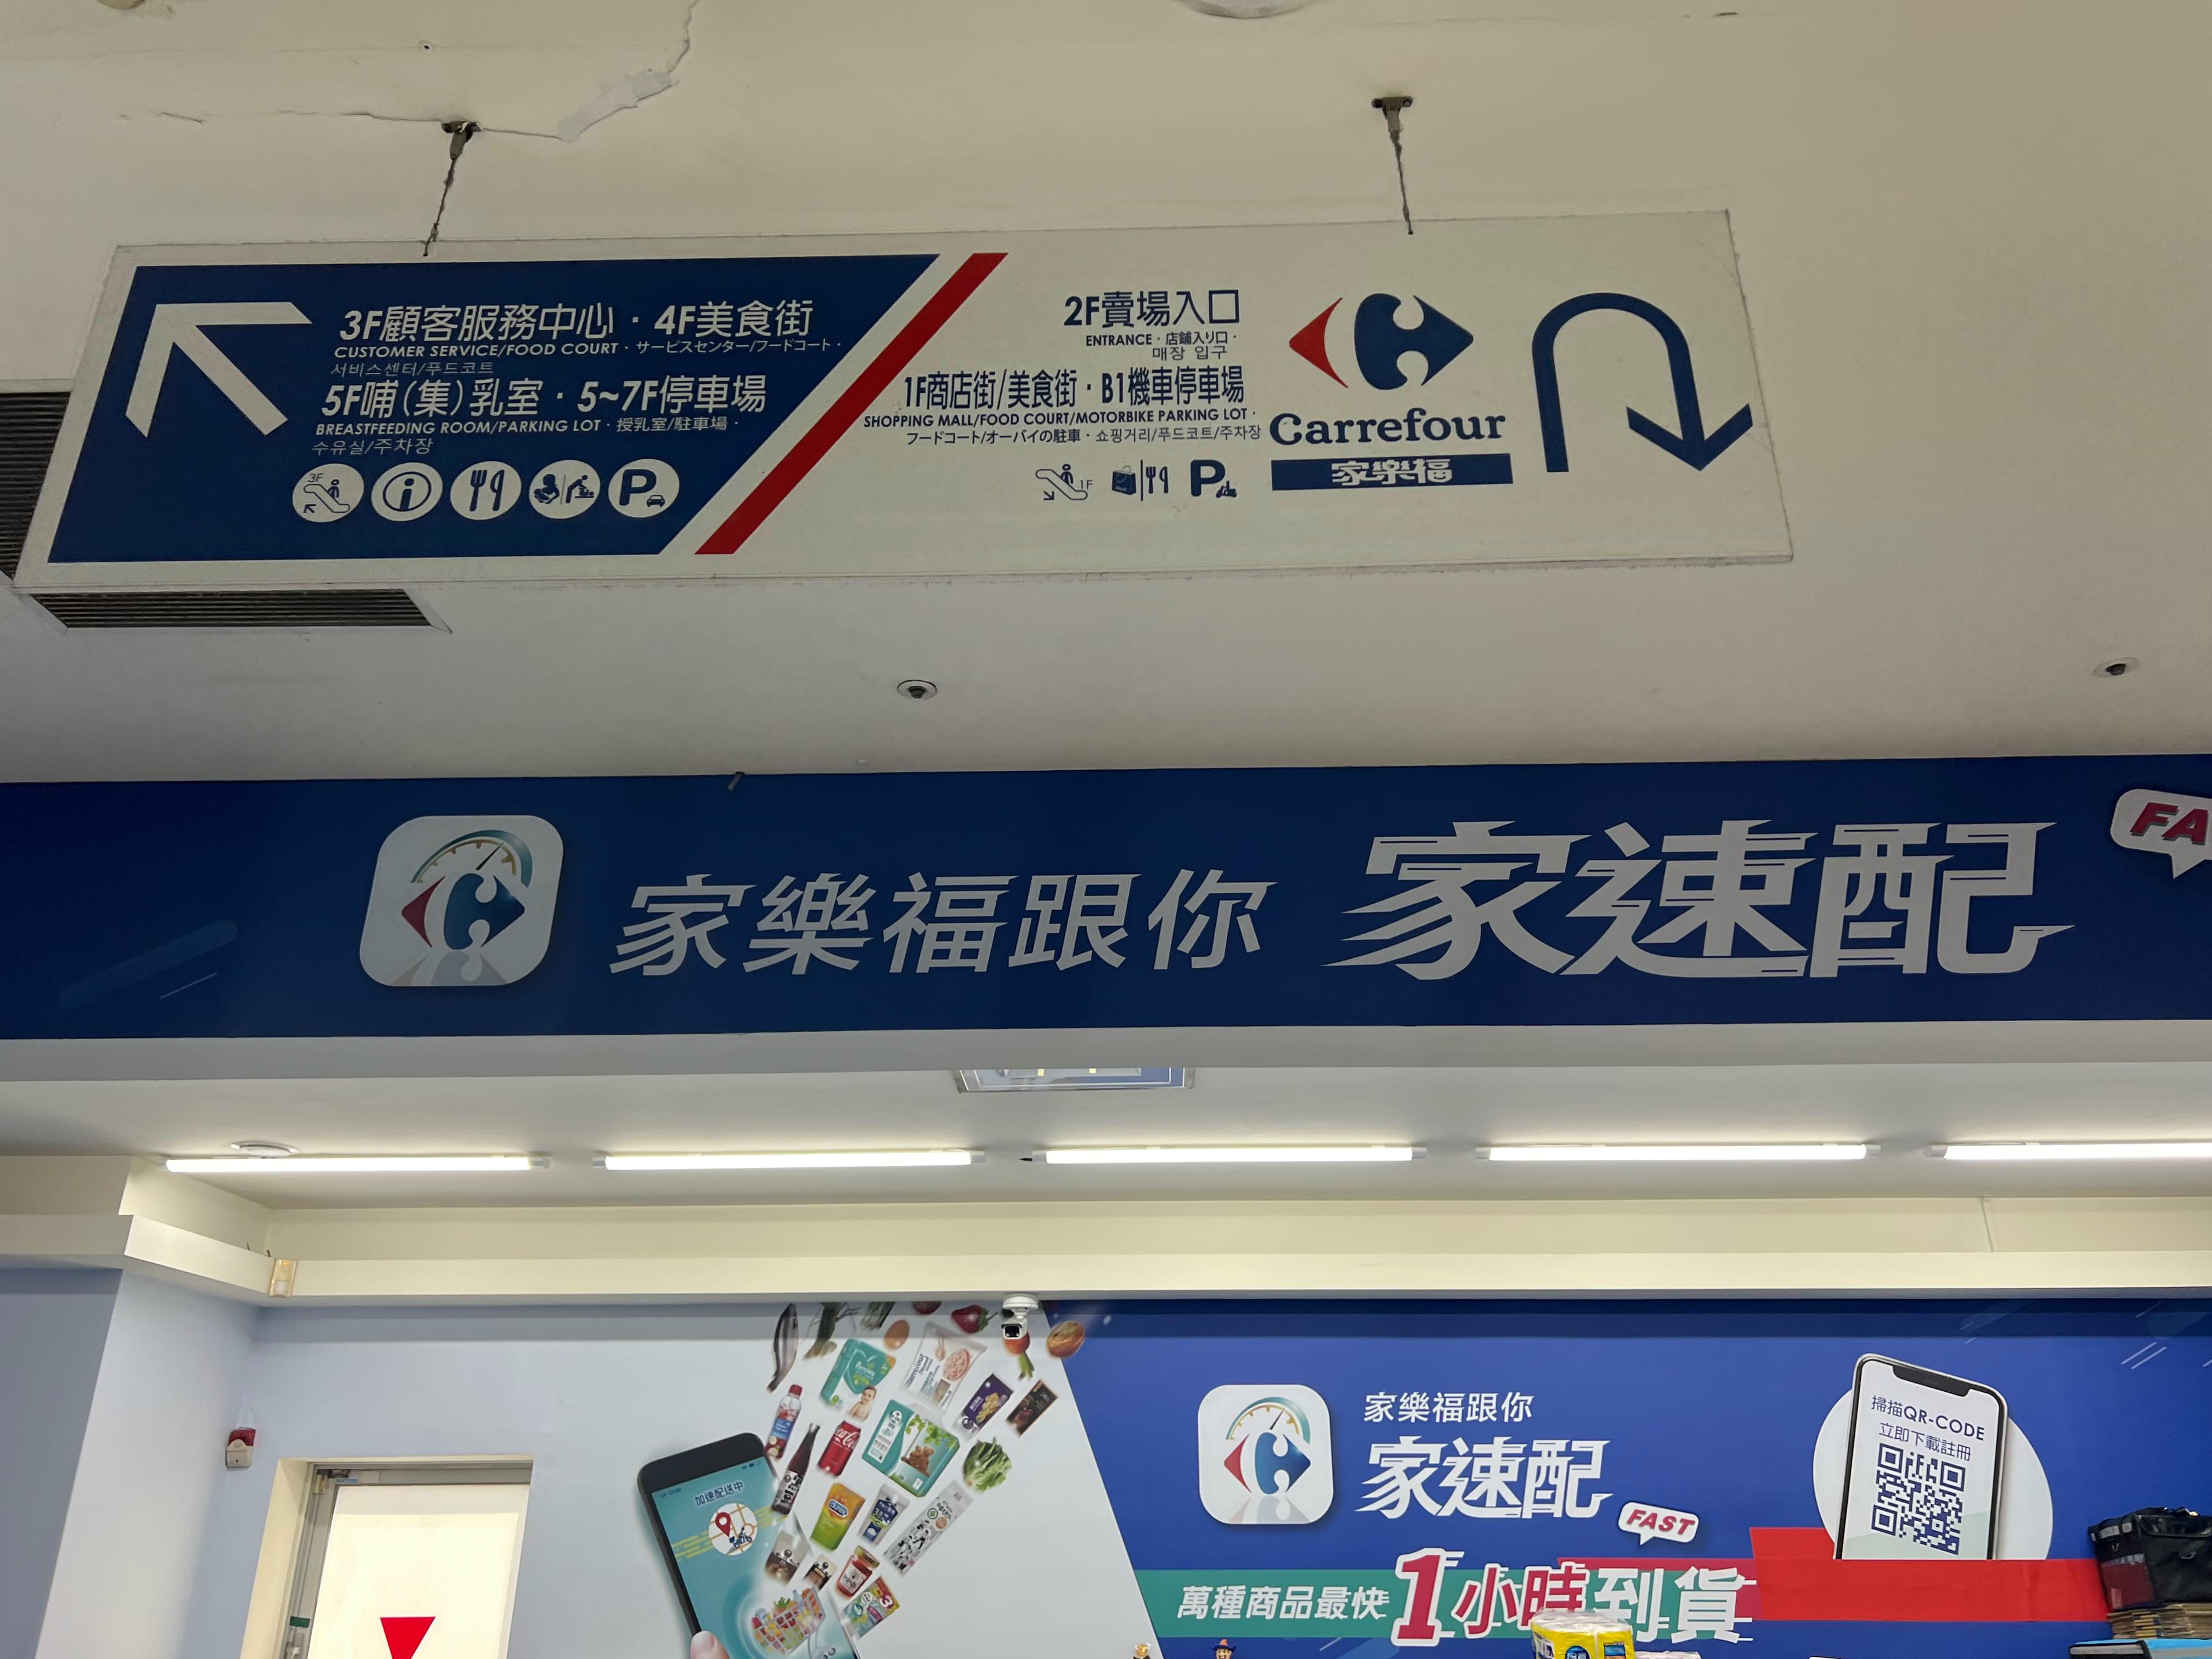 3F顧客服務中心・4F美食街
CUSTOMER SERVICE/FOOD COURT・サービスセンター/フードコート・
서비스센터/푸드코트
5F哺(集)乳室・5~7F停車場
BREASTFEEDING ROOM/PARKING LOT・授乳室/駐車場・
수유실/주차장
3F
P
2F賣場入口
ENTRANCE・店鋪入り口・
매장 입구
1F商店街/美食街・B1機車停車場
SHOPPING MALL/FOOD COURT/MOTORBIKE PARKING LOT・
フードコート/オーバイの駐車・쇼핑거리/푸드코트/주차장
1F
P
Carrefour
家樂福
家樂福跟你 家速配
FA
加速配送中
家樂福跟你
家速配
FAST
萬種商品最快1小時到貨
掃描QR-CODE
立即下載註冊